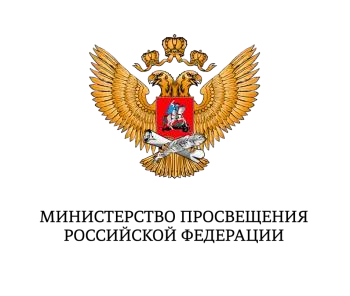 МИНИСТЕРСТВО ПРОСВЕЩЕНИЯ
РОССИЙСКОЙ ФЕДЕРАЦИИ